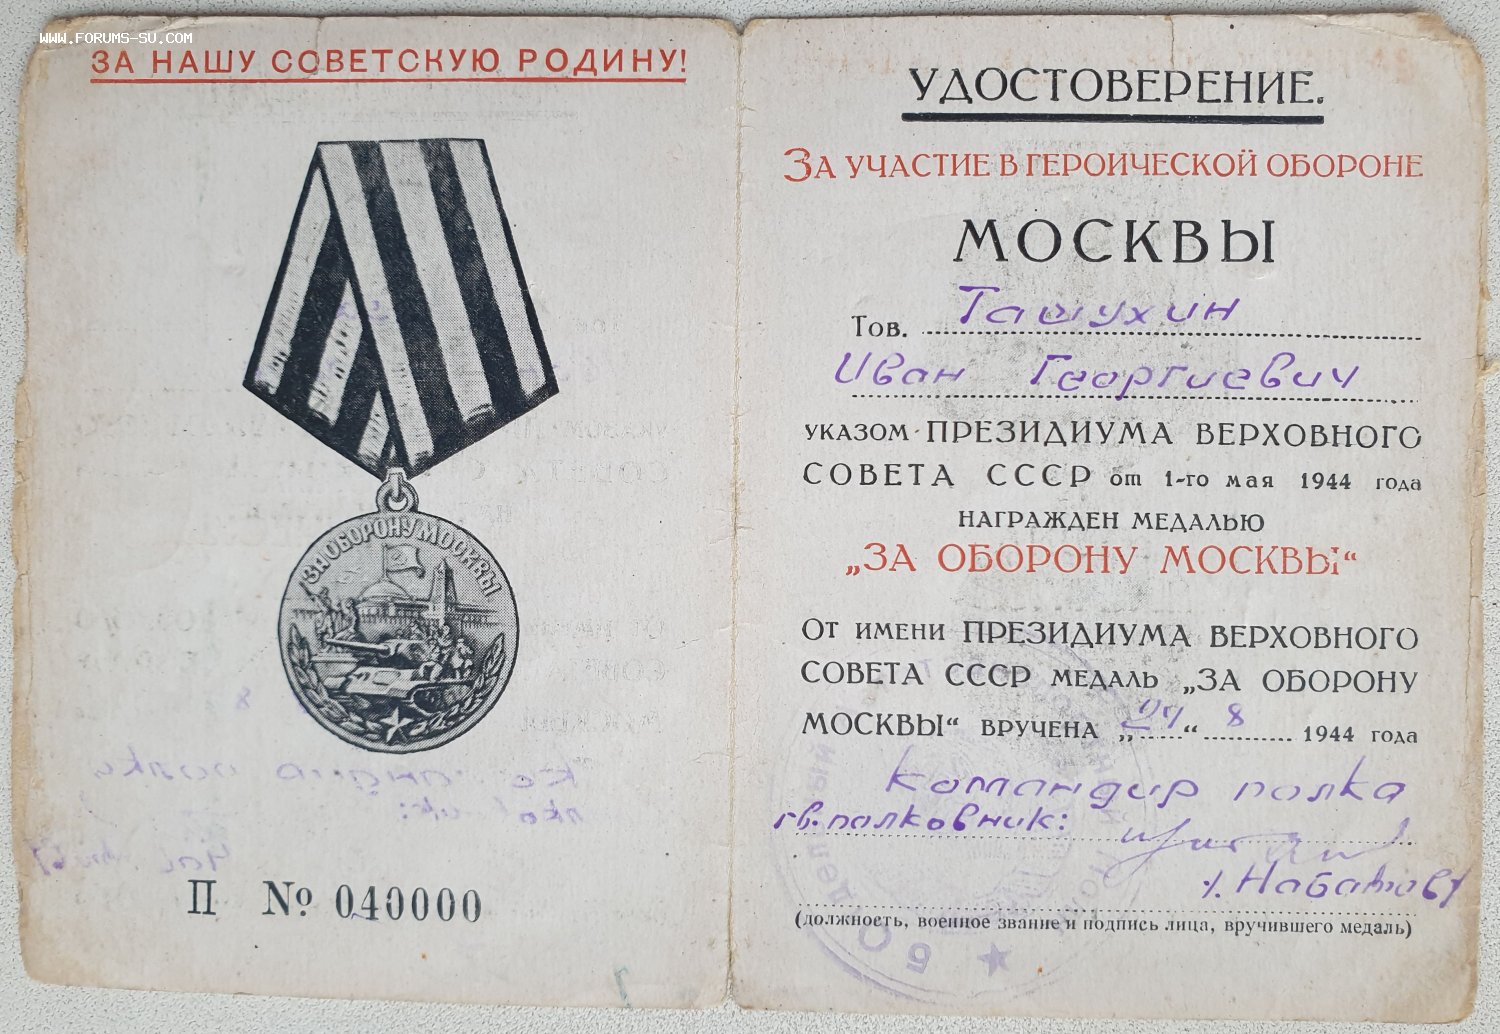 WWW.FORUMS-SU.COM
ЗА НАШУ СОВЕТСКУЮ РОДИНУ!
ЗА ОБОРОНУ МОСКВЫ
П № 040000
УДОСТОВЕРЕНИЕ.
ЗА УЧАСТИЕ В ГЕРОИЧЕСКОЙ ОБОРОНЕ
МОСКВЫ
Тов. Ташухин
Иван Георгиевич
УКАЗОМ ПРЕЗИДИУМА ВЕРХОВНОГО
СОВЕТА СССР от 1-го мая 1944 года
НАГРАЖДЕН МЕДАЛЬЮ
„ЗА ОБОРОНУ МОСКВЫ“
ОТ ИМЕНИ ПРЕЗИДИУМА ВЕРХОВНОГО
СОВЕТА СССР МЕДАЛЬ „ЗА ОБОРОНУ
МОСКВЫ“ ВРУЧЕНА „04“ 8 1944 года
Командир полка
гв. полковник:
(должность, военное звание и подпись лица, вручившего медаль)